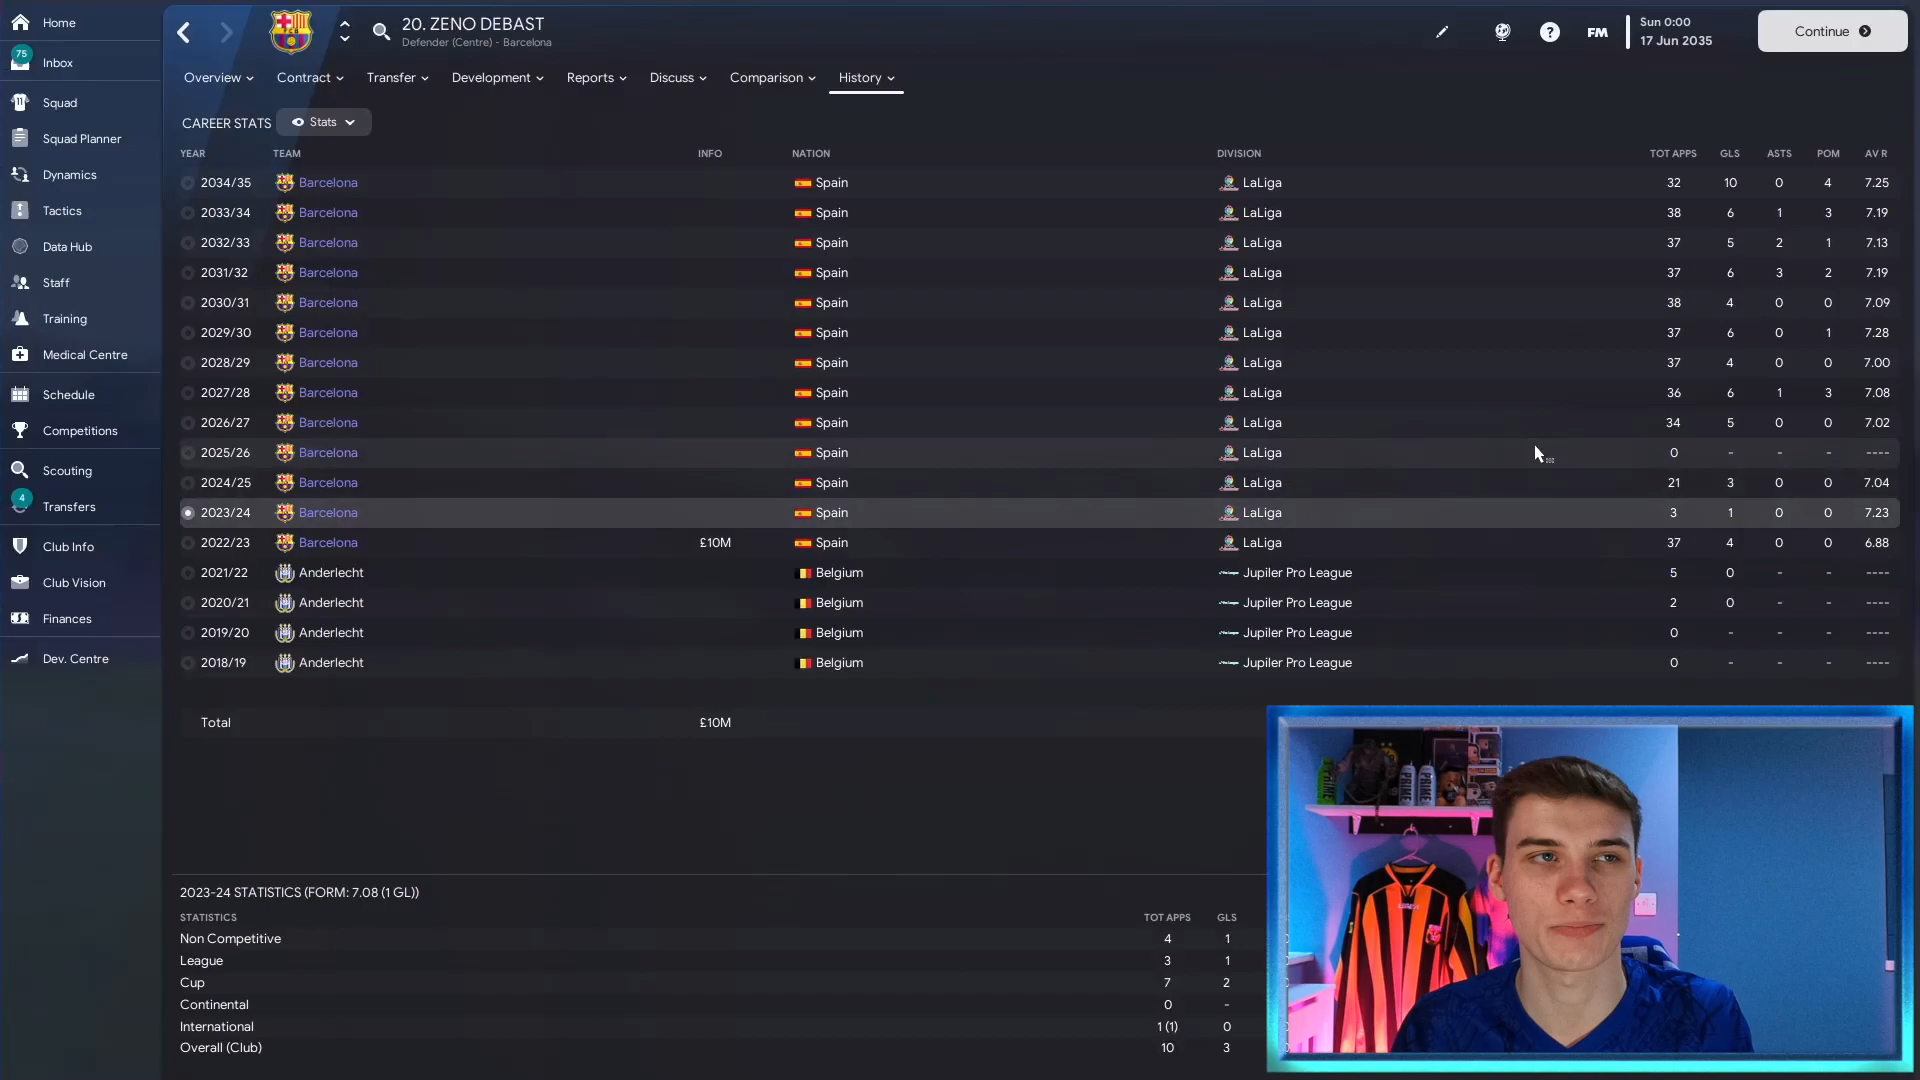 Home
75
Inbox
Squad
Squad Planner
Dynamics
Tactics
Data Hub
Staff
Training
Medical Centre
Schedule
Competitions
Scouting
4
Transfers
Club Info
Club Vision
Finances
Dev. Centre
20. ZENO DEBAST
Defender (Centre) - Barcelona
FM
Sun 0:00
17 Jun 2035
Continue
Overview Contract Transfer Development Reports Discuss Comparison History
CAREER STATS Stats
YEAR TEAM INFO NATION DIVISION TOT APPS GLS ASTS POM AV R
2034/35 Barcelona Spain LaLiga 32 10 0 4 7.25
2033/34 Barcelona Spain LaLiga 38 6 1 3 7.19
2032/33 Barcelona Spain LaLiga 37 5 2 1 7.13
2031/32 Barcelona Spain LaLiga 37 6 3 2 7.19
2030/31 Barcelona Spain LaLiga 38 4 0 0 7.09
2029/30 Barcelona Spain LaLiga 37 6 0 1 7.28
2028/29 Barcelona Spain LaLiga 37 4 0 0 7.00
2027/28 Barcelona Spain LaLiga 36 6 1 3 7.08
2026/27 Barcelona Spain LaLiga 34 5 0 0 7.02
2025/26 Barcelona Spain LaLiga 0 - - - ----
2024/25 Barcelona Spain LaLiga 21 3 0 0 7.04
2023/24 Barcelona Spain LaLiga 3 1 0 0 7.23
2022/23 Barcelona £10M Spain LaLiga 37 4 0 0 6.88
2021/22 Anderlecht Belgium Jupiler Pro League 5 0 - - ----
2020/21 Anderlecht Belgium Jupiler Pro League 2 0 - - ----
2019/20 Anderlecht Belgium Jupiler Pro League 0 - - - ----
2018/19 Anderlecht Belgium Jupiler Pro League 0 - - - ----
Total £10M
2023-24 STATISTICS (FORM: 7.08 (1 GL))
STATISTICS TOT APPS GLS
Non Competitive 4 1
League 3 1
Cup 7 2
Continental 0 -
International 1 (1) 0
Overall (Club) 10 3
PRIME PRIME PRIME